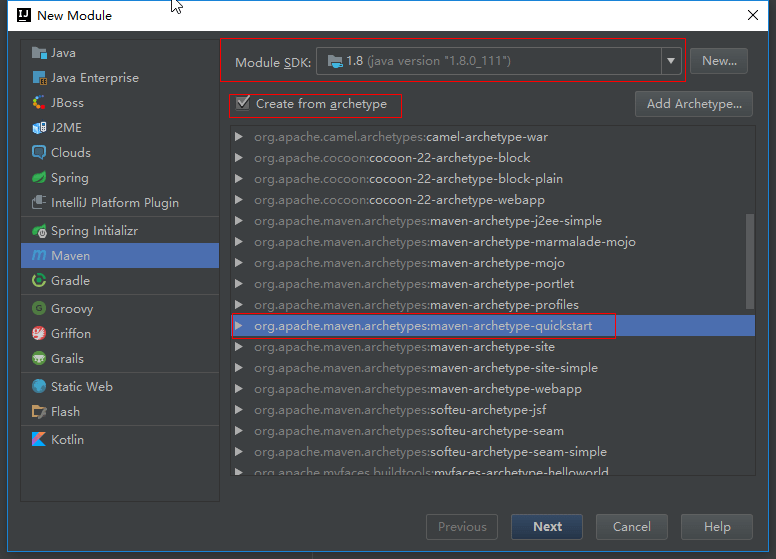 New Module
Java
Java Enterprise
JBoss
J2ME
Clouds
Spring
IntelliJ Platform Plugin
Spring Initializr
Maven
Gradle
Groovy
Griffon
Grails
Static Web
Flash
Kotlin
Module SDK: 1.8 (java version "1.8.0_111") New...
Create from archetype Add Archetype...
org.apache.camel.archetypes:camel-archetype-war
org.apache.cocoon:cocoon-22-archetype-block
org.apache.cocoon:cocoon-22-archetype-block-plain
org.apache.cocoon:cocoon-22-archetype-webapp
org.apache.maven.archetypes:maven-archetype-j2ee-simple
org.apache.maven.archetypes:maven-archetype-marmalade-mojo
org.apache.maven.archetypes:maven-archetype-mojo
org.apache.maven.archetypes:maven-archetype-portlet
org.apache.maven.archetypes:maven-archetype-profiles
org.apache.maven.archetypes:maven-archetype-quickstart
org.apache.maven.archetypes:maven-archetype-site
org.apache.maven.archetypes:maven-archetype-site-simple
org.apache.maven.archetypes:maven-archetype-webapp
org.apache.maven.archetypes:softeu-archetype-jsf
org.apache.maven.archetypes:softeu-archetype-seam
org.apache.maven.archetypes:softeu-archetype-seam-simple
org.apache.myfaces.buildtools:myfaces-archetype-helloworld
Previous Next Cancel Help